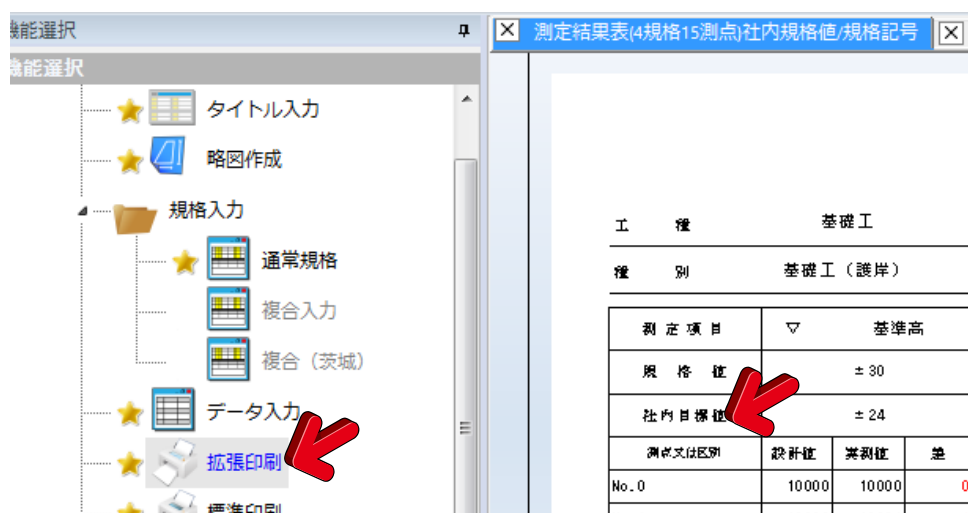 機能選択
機能選択
タイトル入力
略図作成
規格入力
通常規格
複合入力
複合（茨城）
データ入力
拡張印刷
標準印刷
測定結果表(4規格15測点)社内規格値/規格記号
工 種 基礎工
種 別 基礎工（護岸）
測定項目 ▽ 基準高
規格値 ±30
社内目標値 ±24
測点又は区別 設計値 実測値 差
No.0 10000 10000 0